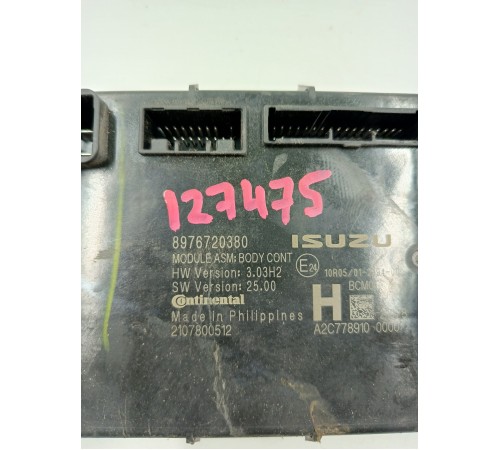 127475
8976720380 ISUZU
MODULE ASM:BODY CONT
HW Version: 3.03H2 E24
SW Version: 25.00 H
Continental
Made in Philippines
2107800512 A2C778910